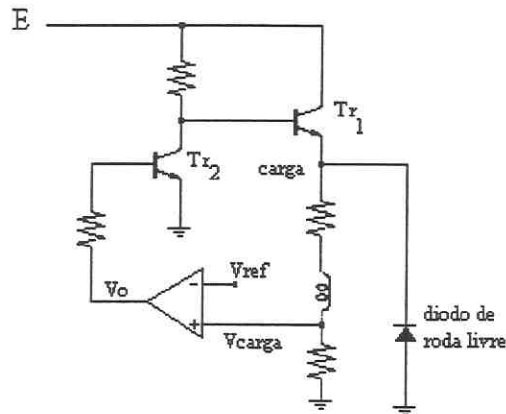 E
Tr1
Tr2
carga
Vo
Vref
-
+
Vcarga
diodo de
roda livre